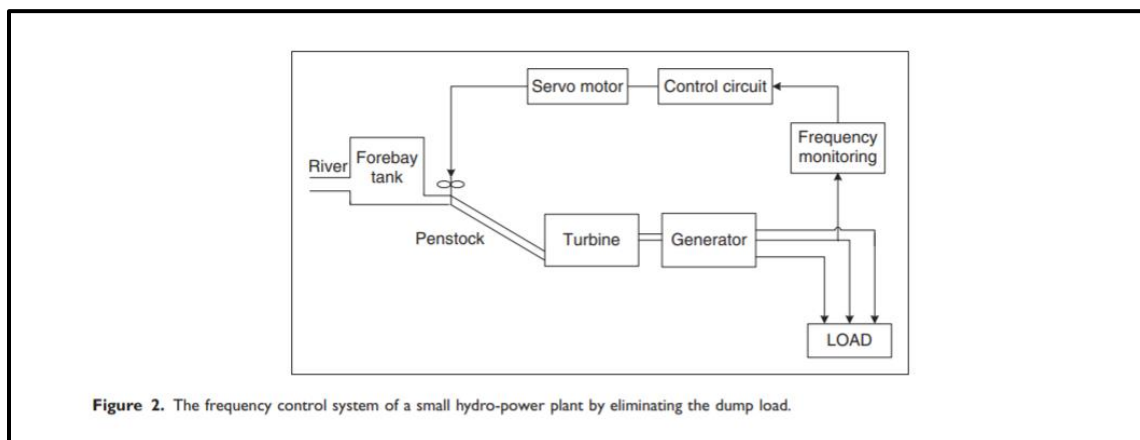 Servo motor
Control circuit
Frequency
monitoring
River
Forebay
tank
Penstock
Turbine
Generator
LOAD
Figure 2. The frequency control system of a small hydro-power plant by eliminating the dump load.